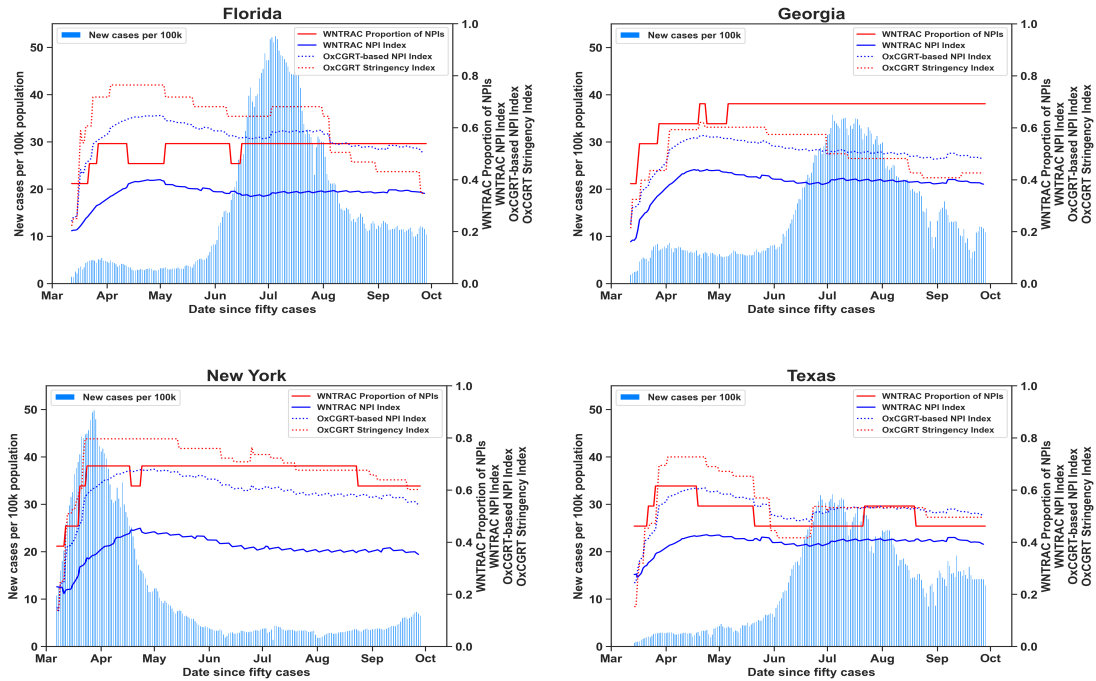 Florida
New cases per 100k
WNTRAC Proportion of NPIs
WNTRAC NPI Index
OxCGRT-based NPI Index
OxCGRT Stringency Index
New cases per 100k population
0
10
20
30
40
50
0.0
0.2
0.4
0.6
0.8
1.0
WNTRAC Proportion of NPIs
WNTRAC NPI Index
OxCGRT-based NPI Index
OxCGRT Stringency Index
Mar Apr May Jun Jul Aug Sep Oct
Date since fifty cases
Georgia
New cases per 100k
WNTRAC Proportion of NPIs
WNTRAC NPI Index
OxCGRT-based NPI Index
OxCGRT Stringency Index
New cases per 100k population
0
10
20
30
40
50
0.0
0.2
0.4
0.6
0.8
1.0
WNTRAC Proportion of NPIs
WNTRAC NPI Index
OxCGRT-based NPI Index
OxCGRT Stringency Index
Mar Apr May Jun Jul Aug Sep Oct
Date since fifty cases
New York
New cases per 100k
WNTRAC Proportion of NPIs
WNTRAC NPI Index
OxCGRT-based NPI Index
OxCGRT Stringency Index
New cases per 100k population
0
10
20
30
40
50
0.0
0.2
0.4
0.6
0.8
1.0
WNTRAC Proportion of NPIs
WNTRAC NPI Index
OxCGRT-based NPI Index
OxCGRT Stringency Index
Mar Apr May Jun Jul Aug Sep Oct
Date since fifty cases
Texas
New cases per 100k
WNTRAC Proportion of NPIs
WNTRAC NPI Index
OxCGRT-based NPI Index
OxCGRT Stringency Index
New cases per 100k population
0
10
20
30
40
50
0.0
0.2
0.4
0.6
0.8
1.0
WNTRAC Proportion of NPIs
WNTRAC NPI Index
OxCGRT-based NPI Index
OxCGRT Stringency Index
Mar Apr May Jun Jul Aug Sep Oct
Date since fifty cases